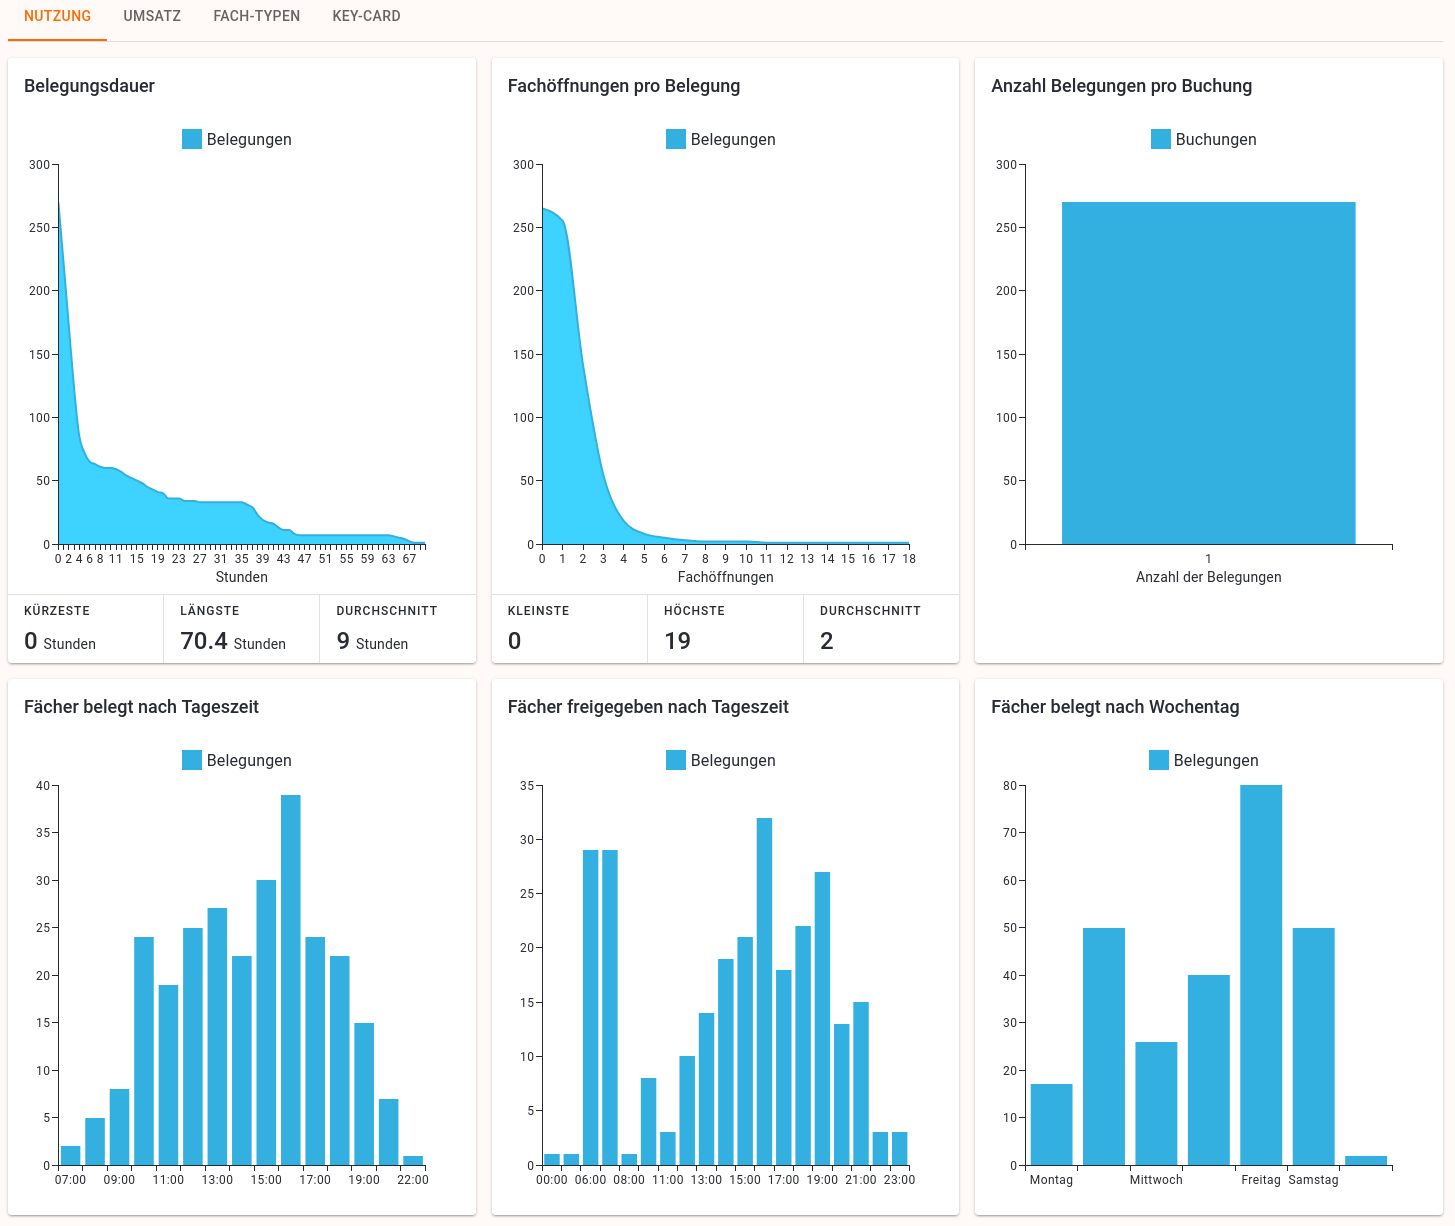 NUTZUNG UMSATZ FACH-TYPEN KEY-CARD
Belegungsdauer
Belegungen
300
250
200
150
100
50
0
0 2 4 6 8 11 15 19 23 27 31 35 39 43 47 51 55 59 63 67
Stunden
KÜRZESTE LÄNGSTE DURCHSCHNITT
0 Stunden 70.4 Stunden 9 Stunden
Fachöffnungen pro Belegung
Belegungen
300
250
200
150
100
50
0
0 1 2 3 4 5 6 7 8 9 10 11 12 13 14 15 16 17 18
Fachöffnungen
KLEINSTE HÖCHSTE DURCHSCHNITT
0 19 2
Anzahl Belegungen pro Buchung
Buchungen
300
250
200
150
100
50
0
1
Anzahl der Belegungen
Fächer belegt nach Tageszeit
Belegungen
40
35
30
25
20
15
10
5
0
07:00 09:00 11:00 13:00 15:00 17:00 19:00 22:00
Fächer freigegeben nach Tageszeit
Belegungen
35
30
25
20
15
10
5
0
00:00 06:00 08:00 11:00 13:00 15:00 17:00 19:00 21:00 23:00
Fächer belegt nach Wochentag
Belegungen
80
70
60
50
40
30
20
10
0
Montag Mittwoch Freitag Samstag